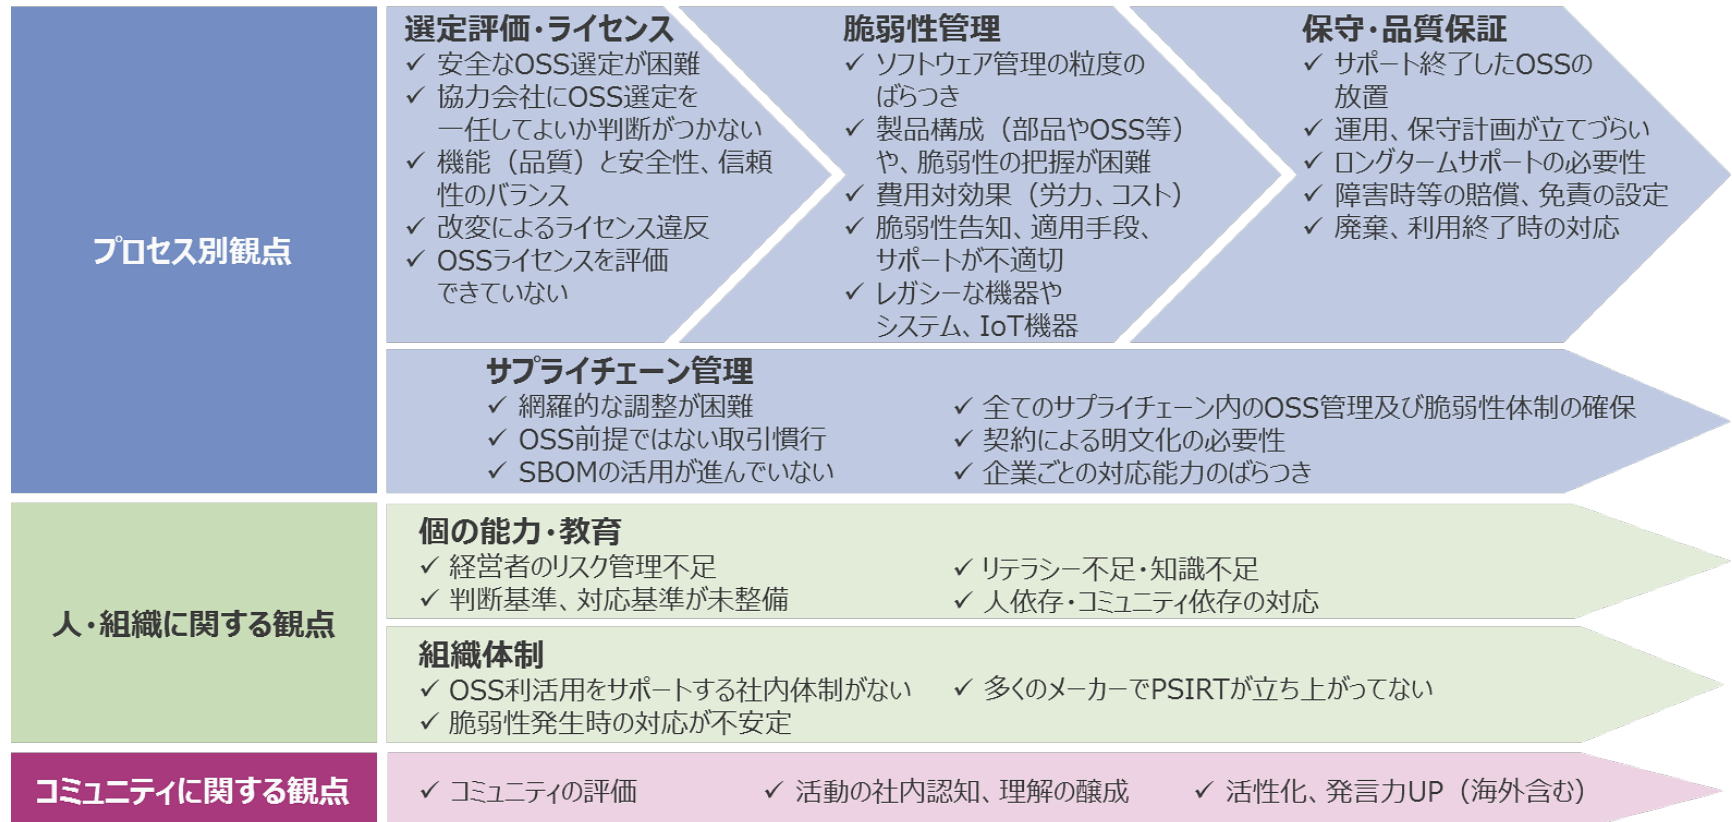 プロセス別観点
選定評価・ライセンス
✓ 安全なOSS選定が困難
✓ 協力会社にOSS選定を
一任してよいか判断がつかない
✓ 機能（品質）と安全性、信頼
性のバランス
✓ 改変によるライセンス違反
✓ OSSライセンスを評価
できていない
脆弱性管理
✓ ソフトウェア管理の粒度の
ばらつき
✓ 製品構成（部品やOSS等）
や、脆弱性の把握が困難
✓ 費用対効果（労力、コスト）
✓ 脆弱性告知、適用手段、
サポートが不適切
✓ レガシーな機器や
システム、IoT機器
保守・品質保証
✓ サポート終了したOSSの
放置
✓ 運用、保守計画が立てづらい
✓ ロングタームサポートの必要性
✓ 障害時等の賠償、免責の設定
✓ 廃棄、利用終了時の対応
サプライチェーン管理
✓ 網羅的な調整が困難
✓ OSS前提ではない取引慣行
✓ SBOMの活用が進んでいない
✓ 全てのサプライチェーン内のOSS管理及び脆弱性体制の確保
✓ 契約による明文化の必要性
✓ 企業ごとの対応能力のばらつき
人・組織に関する観点
個の能力・教育
✓ 経営者のリスク管理不足
✓ 判断基準、対応基準が未整備
✓ リテラシー不足・知識不足
✓ 人依存・コミュニティ依存の対応
組織体制
✓ OSS利活用をサポートする社内体制がない
✓ 脆弱性発生時の対応が不安定
✓ 多くのメーカーでPSIRTが立ち上がってない
コミュニティに関する観点
✓ コミュニティの評価
✓ 活動の社内認知、理解の醸成
✓ 活性化、発言力UP（海外含む）